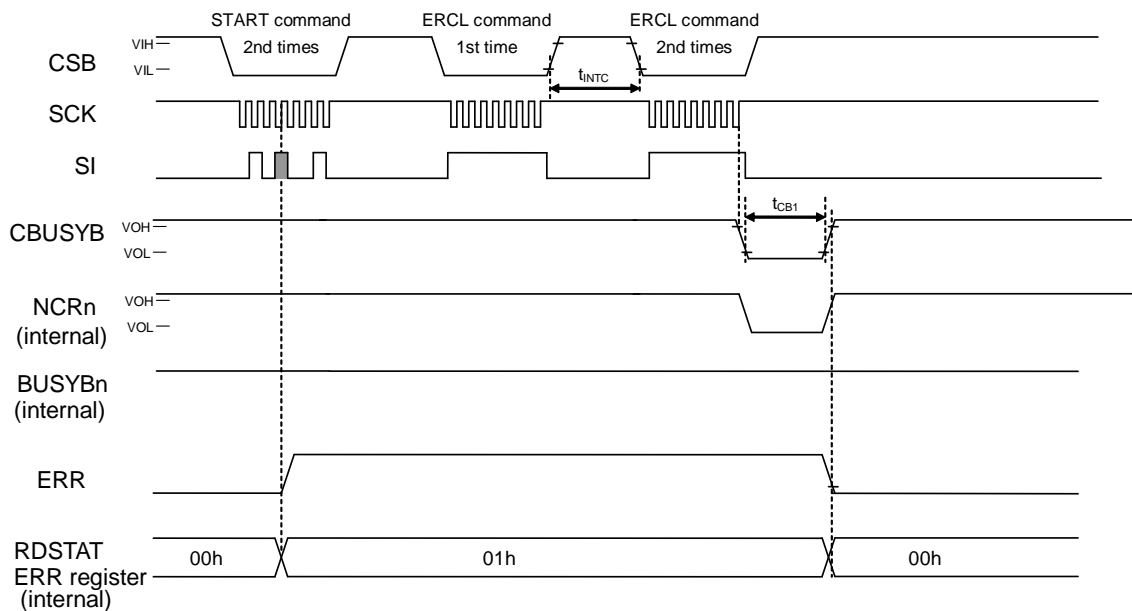 START command
2nd times
ERCL command
1st time
ERCL command
2nd times
CSB
VIH
VIL
tINTC
SCK
SI
CBUSYB
VOH
VOL
tCB1
NCRn
(internal)
VOH
VOL
BUSYBn
(internal)
ERR
RDSTAT
ERR register
(internal)
00h
01h
00h